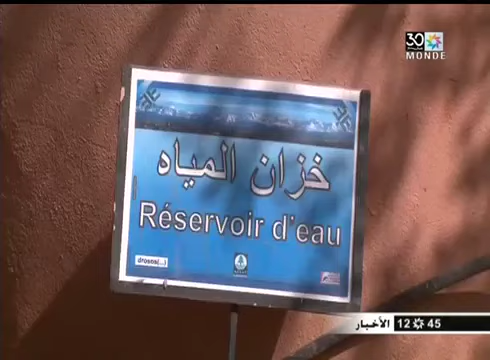 30
MONDE
خزان المياه
Réservoir d'eau
drosos(...)
الأخبار
12 45